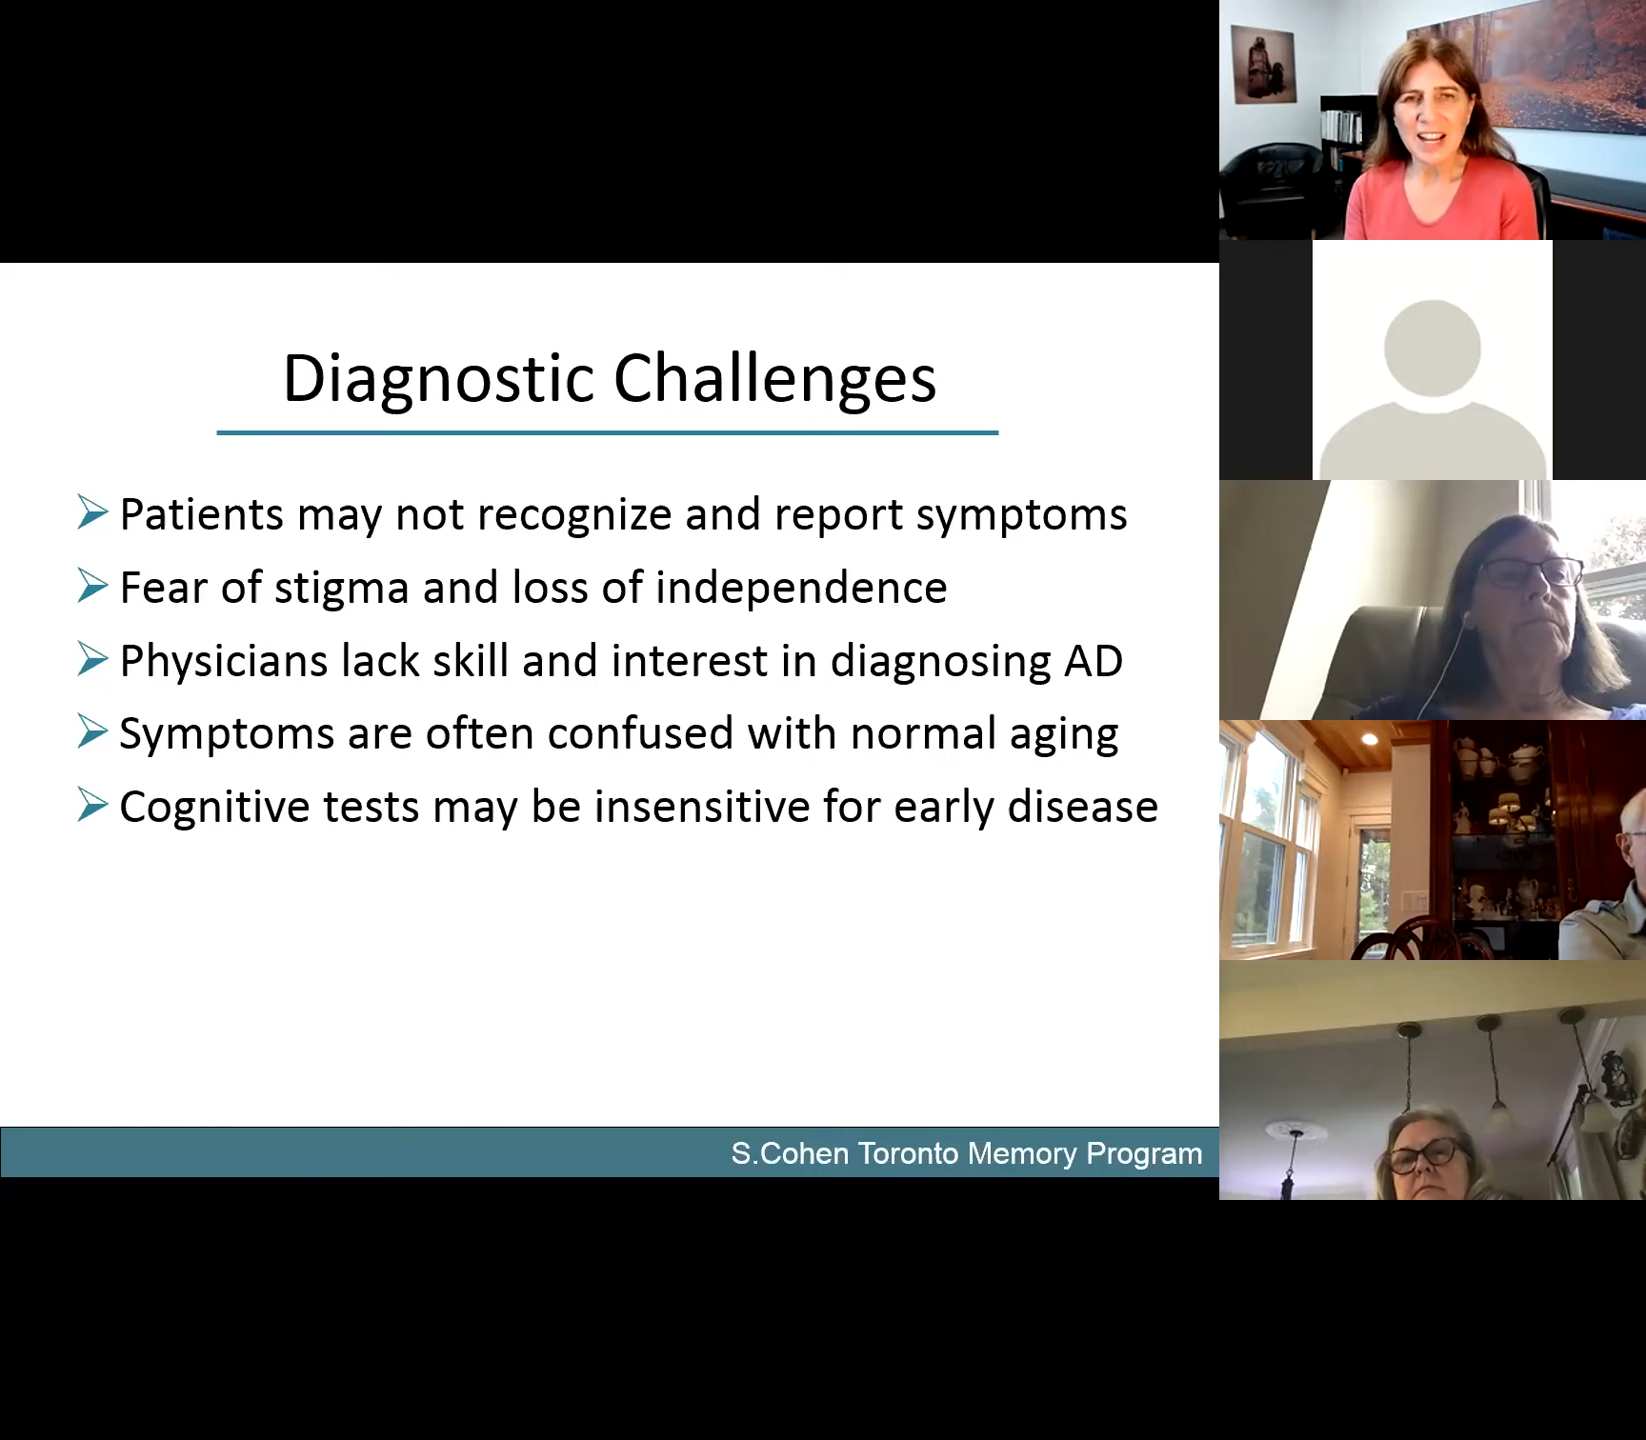 Diagnostic Challenges
Patients may not recognize and report symptoms
Fear of stigma and loss of independence
Physicians lack skill and interest in diagnosing AD
Symptoms are often confused with normal aging
Cognitive tests may be insensitive for early disease
S.Cohen Toronto Memory Program